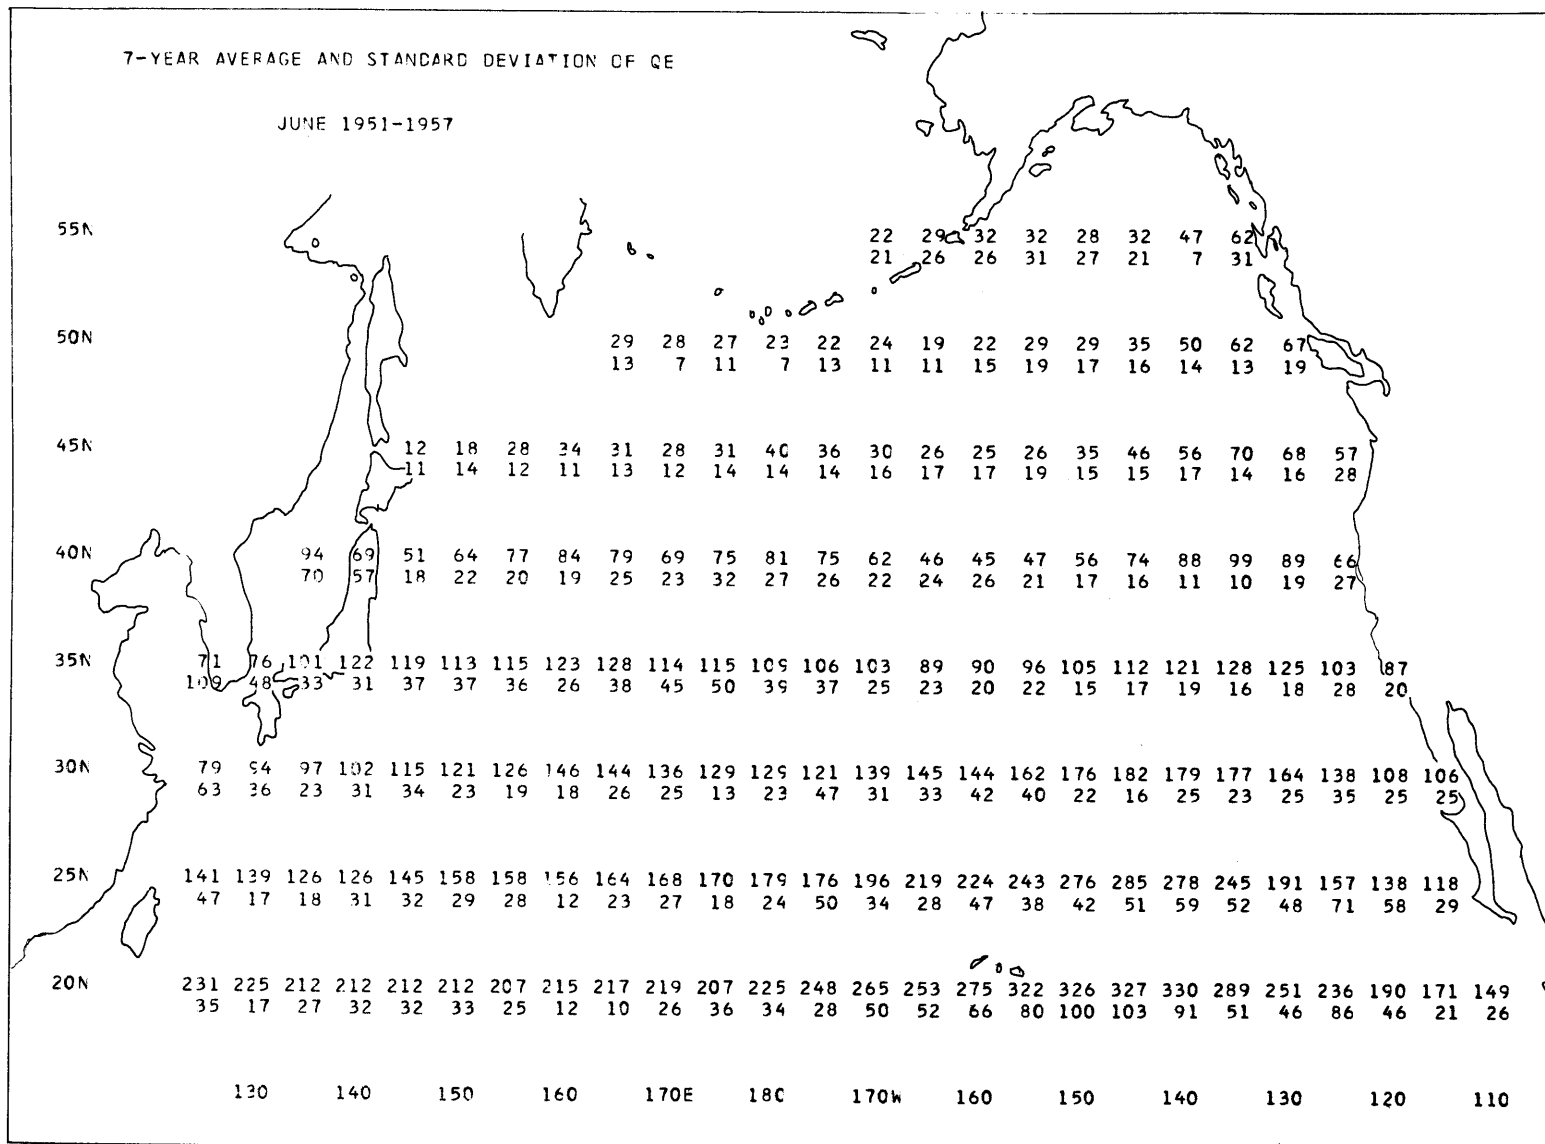 7-YEAR AVERAGE AND STANDARD DEVIATION OF QE
JUNE 1951-1957
55N
22 29 32 32 28 32 47 62
21 26 26 31 27 21 7 31
50N
29 28 27 23 22 24 19 22 29 29 35 50 62 67
13 7 11 7 13 11 11 15 19 17 16 14 13 19
45N
12 18 28 34 31 28 31 40 36 30 26 25 26 35 46 56 70 68 57
11 14 12 11 13 12 14 14 14 16 17 17 19 15 15 17 14 16 28
40N
94 69 51 64 77 84 79 69 75 81 75 62 46 45 47 56 74 88 99 89 66
70 57 18 22 20 19 25 23 32 27 26 22 24 26 21 17 16 11 10 19 27
35N
71 76 101 122 119 113 115 123 128 114 115 109 106 103 89 90 96 105 112 121 128 125 103 87
109 48 33 31 37 37 36 26 38 45 50 39 37 25 23 20 22 15 17 19 16 18 28 20
30N
79 94 97 102 115 121 126 146 144 136 129 129 121 139 145 144 162 176 182 179 177 164 138 108 106
63 36 23 31 34 23 19 18 26 25 13 23 47 31 33 42 40 22 16 25 23 25 35 25 25
25N
141 139 126 126 145 158 158 156 164 168 170 179 176 196 219 224 243 276 285 278 245 191 157 138 118
47 17 18 31 32 29 28 12 23 27 18 24 50 34 28 47 38 42 51 59 52 48 71 58 29
20N
231 225 212 212 212 212 207 215 217 219 207 225 248 265 253 275 322 326 327 330 289 251 236 190 171 149
35 17 27 32 32 33 25 12 10 26 36 34 28 50 52 66 80 100 103 91 51 46 86 46 21 26
130 140 150 160 170E 180 170W 160 150 140 130 120 110